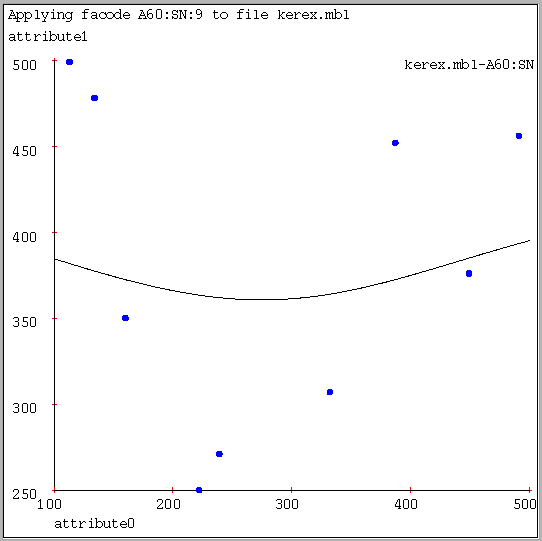 Applying facode A60:SN:9 to file kerex.mbl
attribute1
500
kerex.mbl-A60:SN
450
400
350
300
250
100 200 300 400 500
attribute0